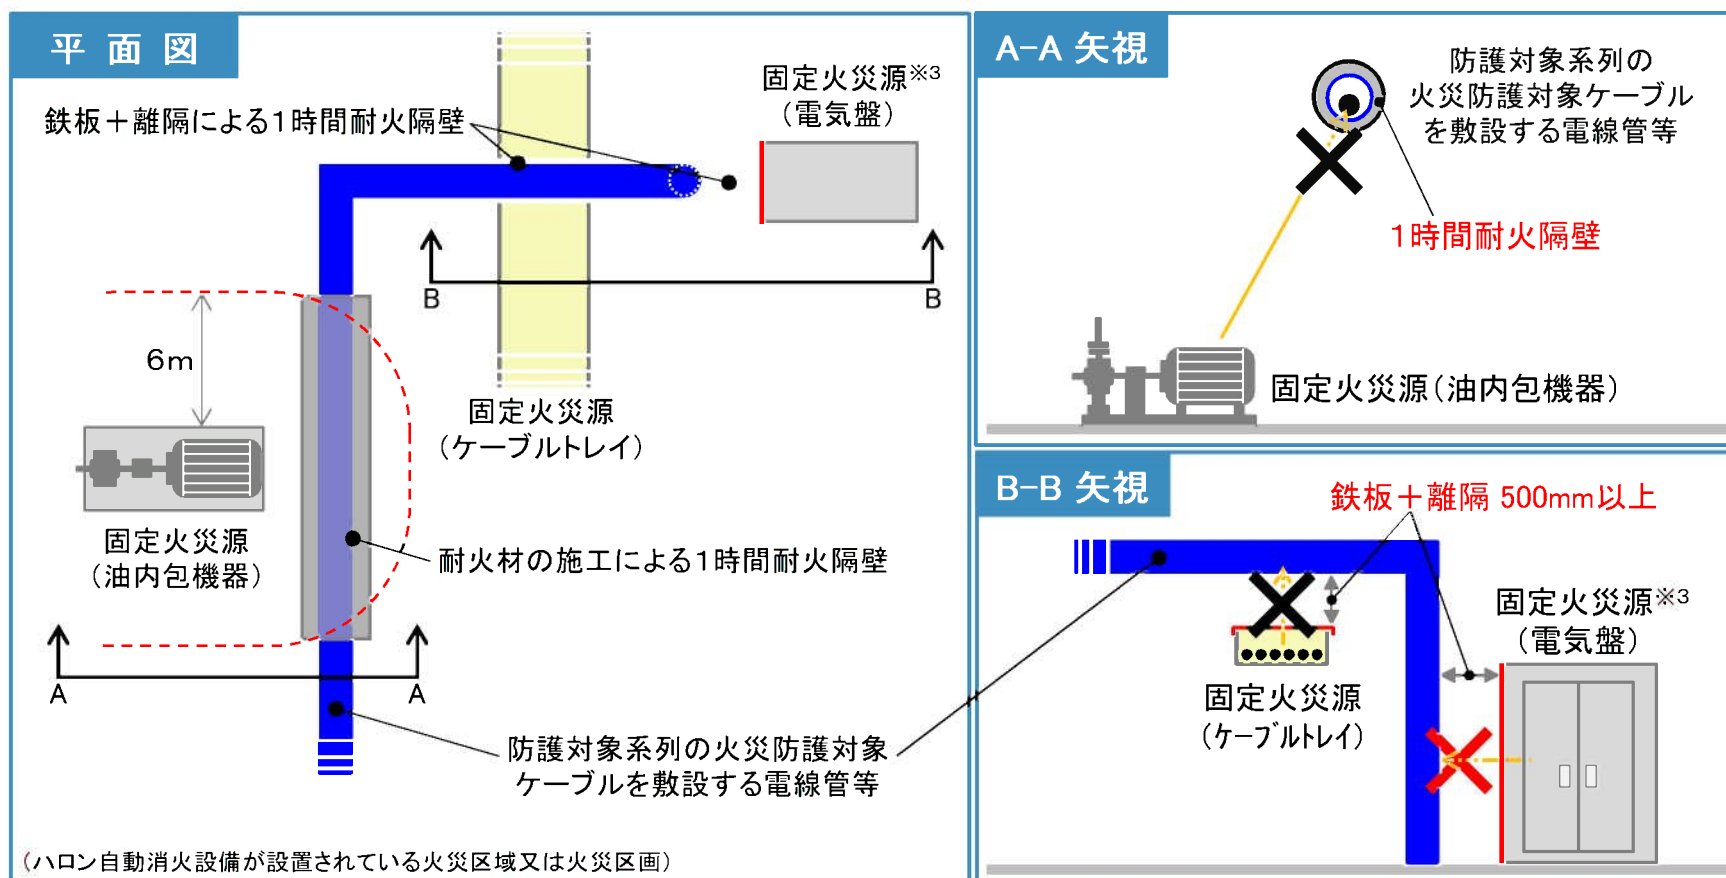 平面図
固定火災源※3
(電気盤)
鉄板+離隔による1時間耐火隔壁
B
B
6m
固定火災源
(ケーブルトレイ)
固定火災源
(油内包機器)
耐火材の施工による1時間耐火隔壁
A
A
防護対象系列の火災防護対象
ケーブルを敷設する電線管等
(ハロン自動消火設備が設置されている火災区域又は火災区画)
A-A 矢視
防護対象系列の
火災防護対象ケーブル
を敷設する電線管等
1時間耐火隔壁
固定火災源(油内包機器)
B-B 矢視
鉄板+離隔 500mm以上
固定火災源※3
(電気盤)
固定火災源
(ケーブルトレイ)